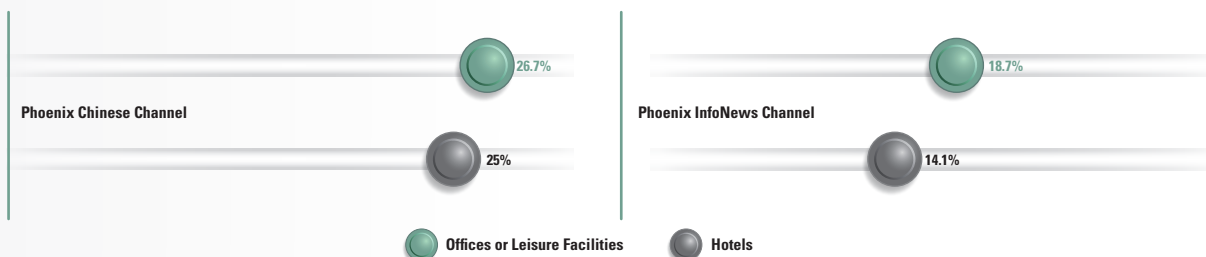 26.7%
Phoenix Chinese Channel
25%
18.7%
Phoenix InfoNews Channel
14.1%
Offices or Leisure Facilities
Hotels